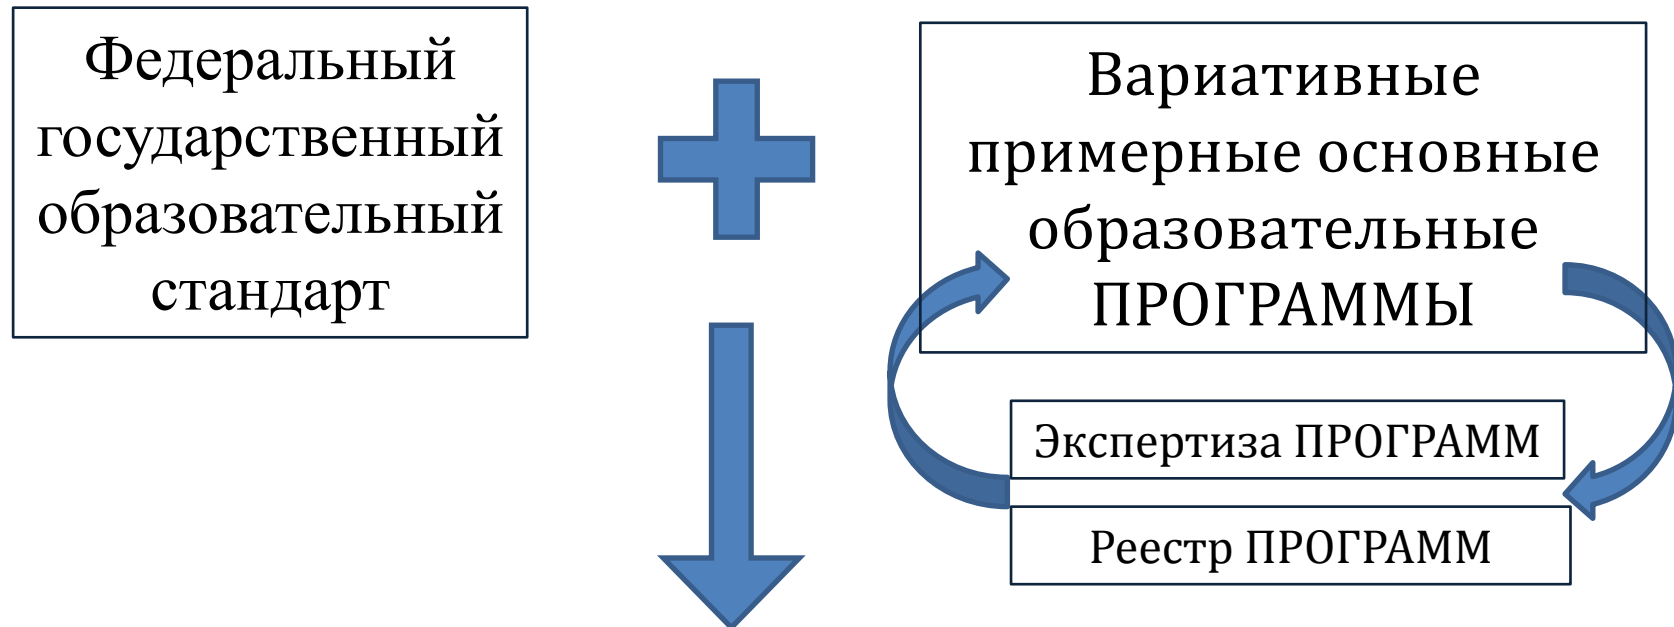 Федеральный
государственный
образовательный
стандарт
Вариативные
примерные основные
образовательные
ПРОГРАММЫ
Экспертиза ПРОГРАММ
Реестр ПРОГРАММ